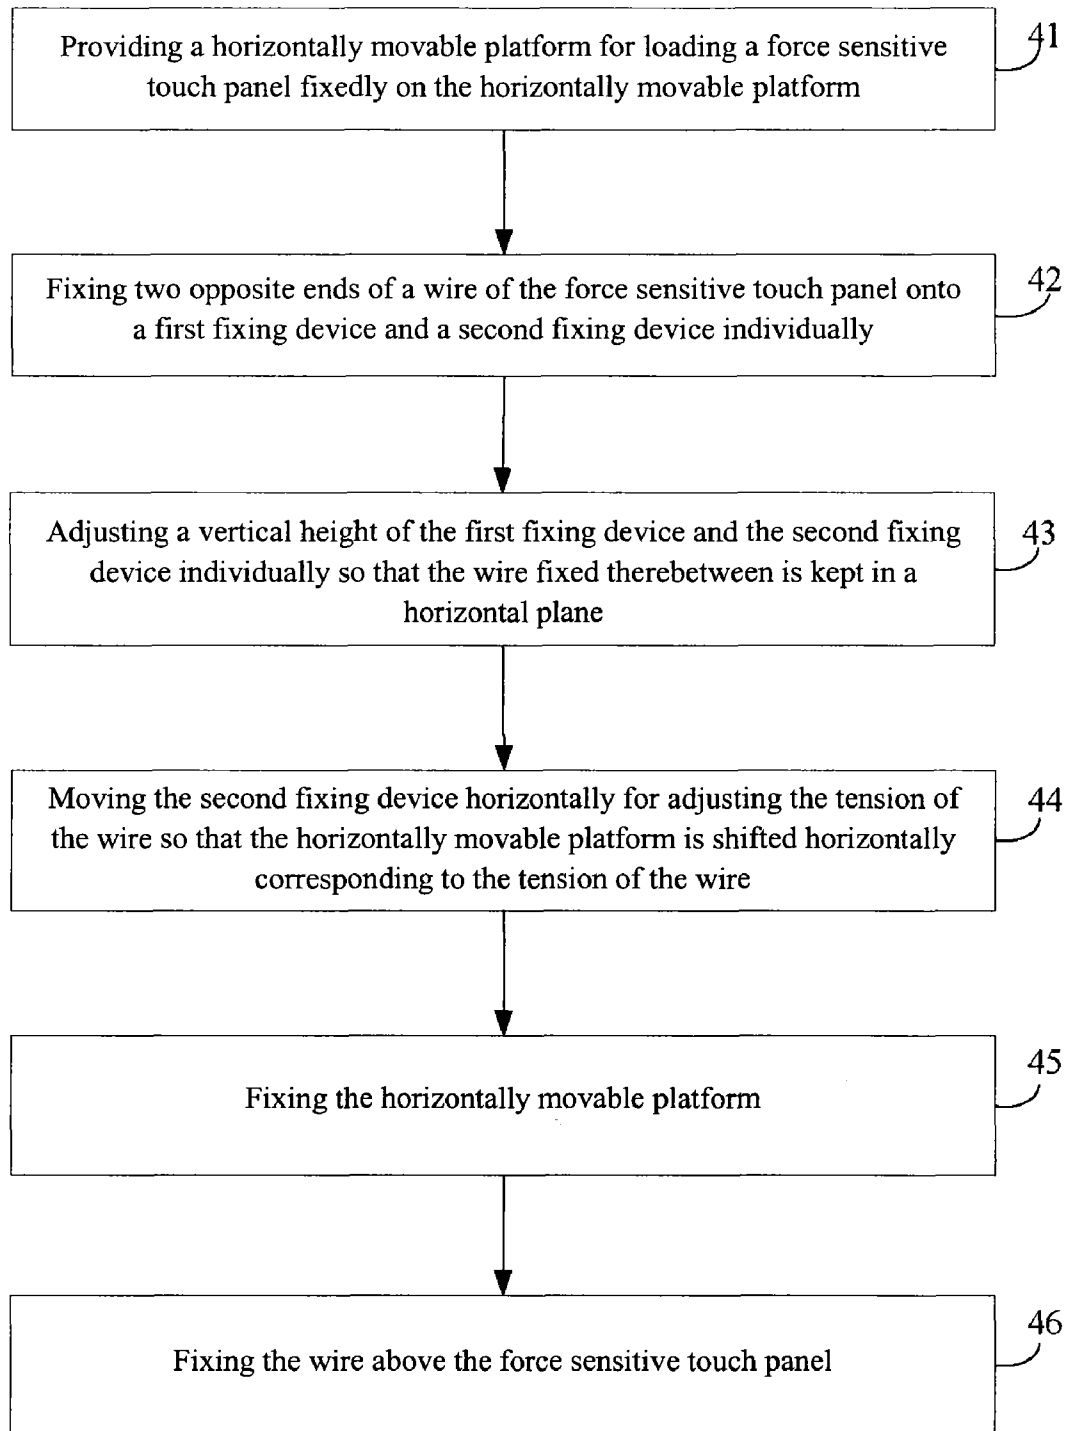 Providing a horizontally movable platform for loading a force sensitive
touch panel fixedly on the horizontally movable platform
41
Fixing two opposite ends of a wire of the force sensitive touch panel onto
a first fixing device and a second fixing device individually
42
Adjusting a vertical height of the first fixing device and the second fixing
device individually so that the wire fixed therebetween is kept in a
horizontal plane
43
Moving the second fixing device horizontally for adjusting the tension of
the wire so that the horizontally movable platform is shifted horizontally
corresponding to the tension of the wire
44
Fixing the horizontally movable platform
45
Fixing the wire above the force sensitive touch panel
46